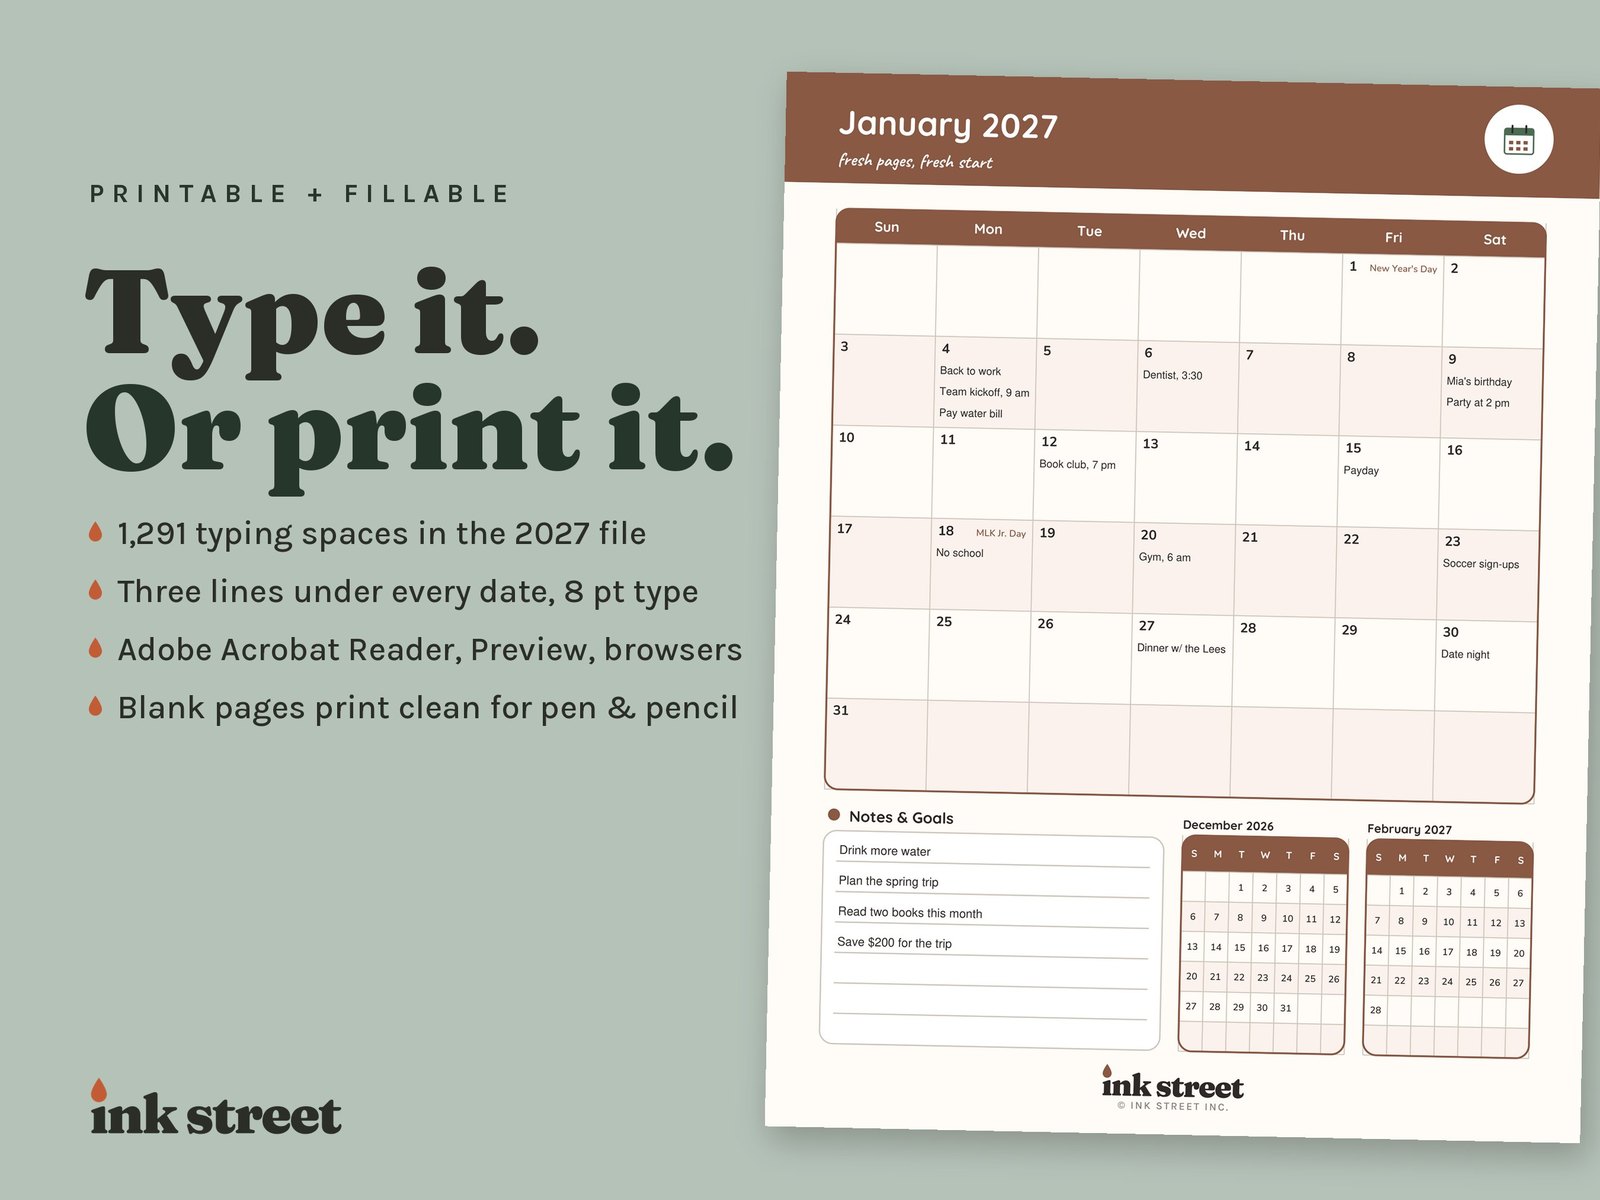 PRINTABLE + FILLABLE
Type it.
Or print it.
1,291 typing spaces in the 2027 file
Three lines under every date, 8 pt type
Adobe Acrobat Reader, Preview, browsers
Blank pages print clean for pen & pencil
ink street
January 2027
fresh pages, fresh start
Sun Mon Tue Wed Thu Fri Sat
1 New Year's Day 2
3 4 5 6 7 8 9
Back to work Dentist, 3:30 Mia's birthday
Team kickoff, 9 am Party at 2 pm
Pay water bill
10 11 12 13 14 15 16
Book club, 7 pm Payday
17 18 MLK Jr. Day 19 20 21 22 23
No school Gym, 6 am Soccer sign-ups
24 25 26 27 28 29 30
Dinner w/ the Lees Date night
31
Notes & Goals
Drink more water
Plan the spring trip
Read two books this month
Save $200 for the trip
December 2026
S M T W T F S
1 2 3 4 5
6 7 8 9 10 11 12
13 14 15 16 17 18 19
20 21 22 23 24 25 26
27 28 29 30 31
February 2027
S M T W T F S
1 2 3 4 5 6
7 8 9 10 11 12 13
14 15 16 17 18 19 20
21 22 23 24 25 26 27
28
ink street
© INK STREET INC.